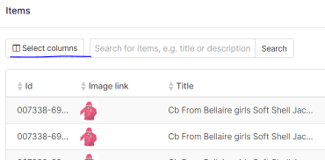 Items
Select columns Search for items, e.g. title or description Search
Id Image link Title
007338-69... Cb From Bellaire girls Soft Shell Jac...
007338-69... Cb From Bellaire girls Soft Shell Jac...